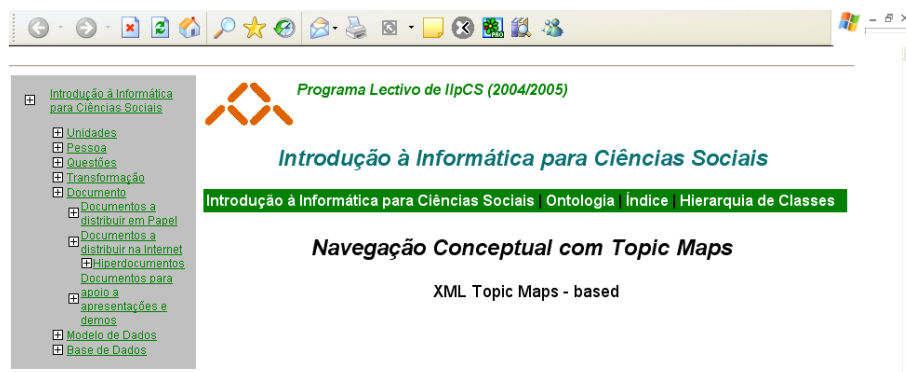 PRO
Introdução à Informática
para Ciências Sociais
Unidades
Pessoa
Questões
Transformação
Documento
Documentos a
distribuir em Papel
Documentos a
distribuir na Internet
Hiperdocumentos
Documentos para
apoio a
apresentações e
demos
Modelo de Dados
Base de Dados
Programa Lectivo de IIpCS (2004/2005)
Introdução à Informática para Ciências Sociais
Introdução à Informática para Ciências Sociais | Ontologia | Índice | Hierarquia de Classes
Navegação Conceptual com Topic Maps
XML Topic Maps - based